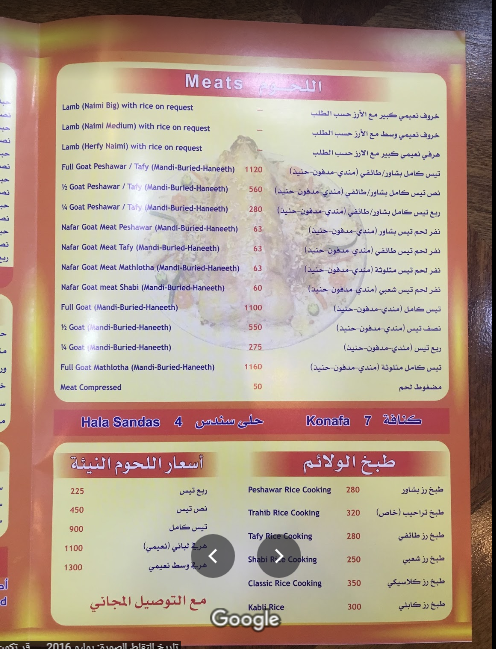 Meats اللحوم
Lamb (Naimi Big) with rice on request – خروف نعيمي كبير مع الأرز حسب الطلب
Lamb (Naimi Medium) with rice on request – خروف نعيمي وسط مع الأرز حسب الطلب
Lamb (Herfy Naimi) with rice on request – هرفي نعيمي كبير مع الارز حسب الطلب
Full Goat Peshawar / Tafy (Mandi-Buried-Haneeth) 1120 تيس كامل بشاور/طائفي (مندي-مدفون-حنيذ)
½ Goat Peshawar / Tafy (Mandi-Buried-Haneeth) 560 نص تيس كامل بشاور/طائفي (مندي-مدفون-حنيذ)
¼ Goat Peshawar / Tafy (Mandi-Buried-Haneeth) 280 ربع تيس كامل بشاور/طائفي (مندي-مدفون-حنيذ)
Nafar Goat Meat Peshawar (Mandi-Buried-Haneeth) 63 نفر لحم تيس بشاور (مندي-مدفون-حنيذ)
Nafar Goat Meat Tafy (Mandi-Buried-Haneeth) 63 نفر لحم تيس طائفي (مندي-مدفون-حنيذ)
Nafar Goat Meat Mathlotha (Mandi-Buried-Haneeth) 63 نفر لحم تيس مثلوثة (مندي-مدفون-حنيذ)
Nafar Goat meat Shabi (Mandi-Buried-Haneeth) 60 نفر لحم تيس شعبي (مندي-مدفون-حنيذ)
Full Goat (Mandi-Buried-Haneeth) 1100 تيس كامل (مندي-مدفون-حنيذ)
½ Goat (Mandi-Buried-Haneeth) 550 نصف تيس (مندي-مدفون-حنيذ)
¼ Goat (Mandi-Buried-Haneeth) 275 ربع تيس (مندي-مدفون-حنيذ)
Full Goat Mathlotha (Mandi-Buried-Haneeth) 1160 تيس كامل مثلوثة (مندي-مدفون-حنيذ)
Meat Compressed 50 مضغوط لحم
Hala Sandas 4 حلى سندس Konafa 7 كنافة
أسعار اللحوم النيئة
225 ربع تيس
450 نص تيس
900 تيس كامل
1100 لباني (نعيمي)
1300 وسط نعيمي
مع التوصيل المجاني
طبخ الولائم
Peshawar Rice Cooking 280 طبخ رز بشاور
Trahib Rice Cooking 320 طبخ تراحيب (خاص)
Tafy Rice Cooking 280 طبخ رز طائفي
Shabi Rice Cooking 250 طبخ رز شعبي
Classic Rice Cooking 350 طبخ رز كلاسيكي
Kabli Rice 300 طبخ رز كابلي
Google
تاريخ التقاط الصورة: يوليو 2016